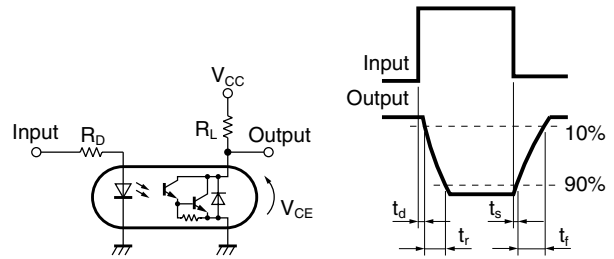 Input
R_D
V_CC
R_L
Output
V_CE
Input
Output
10%
90%
t_d
t_r
t_s
t_f